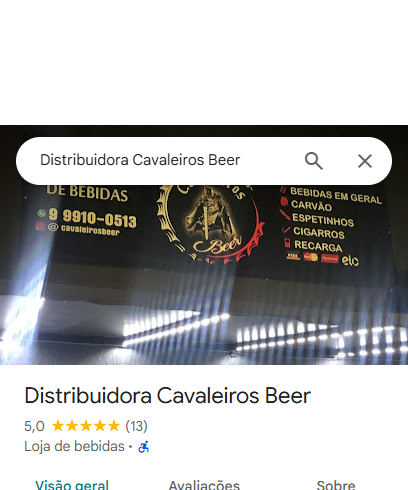 Distribuidora Cavaleiros Beer
DE BEBIDAS
9 9910-0513
@cavaleirosbeer
Beer
BEBIDAS EM GERAL
CARVÃO
ESPETINHOS
CIGARROS
RECARGA
VISA
elo
Distribuidora Cavaleiros Beer
5,0 ★★★★★ (13)
Loja de bebidas ·
Visão geral
Avaliações
Sobre